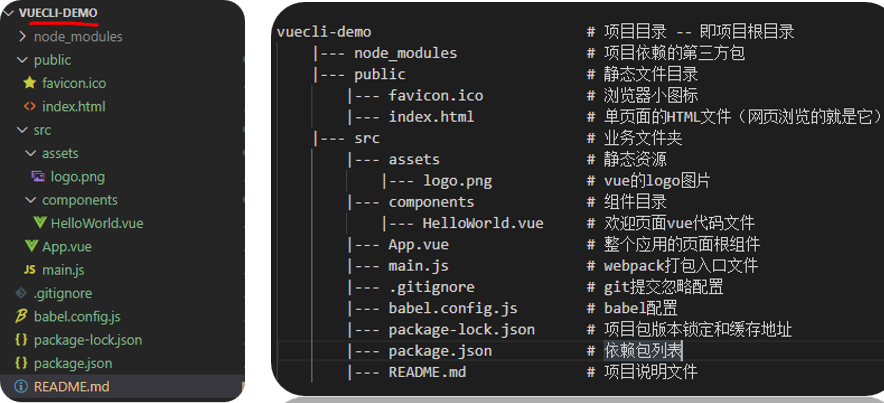 VUECLI-DEMO
node_modules
public
favicon.ico
index.html
src
assets
logo.png
components
HelloWorld.vue
App.vue
JS main.js
.gitignore
babel.config.js
{} package-lock.json
{} package.json
README.md
vuecli-demo # 项目目录 -- 即项目根目录
|--- node_modules # 项目依赖的第三方包
|--- public # 静态文件目录
|--- favicon.ico # 浏览器小图标
|--- index.html # 单页面的HTML文件(网页浏览的就是它)
|--- src # 业务文件夹
|--- assets # 静态资源
|--- logo.png # vue的logo图片
|--- components # 组件目录
|--- HelloWorld.vue # 欢迎页面vue代码文件
|--- App.vue # 整个应用的页面根组件
|--- main.js # webpack打包入口文件
|--- .gitignore # git提交忽略配置
|--- babel.config.js # babel配置
|--- package-lock.json # 项目包版本锁定和缓存地址
|--- package.json # 依赖包列表
|--- README.md # 项目说明文件